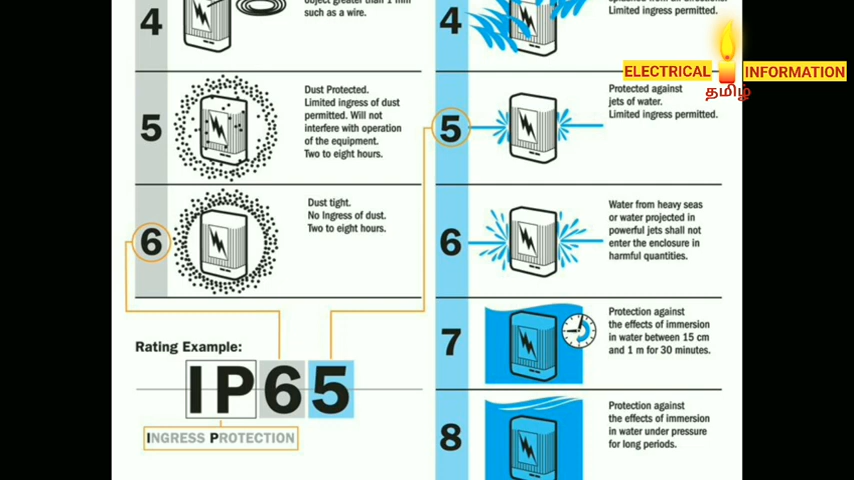 4
object greater than 1 mm
such as a wire.
5
Dust Protected.
Limited ingress of dust
permitted. Will not
interfere with operation
of the equipment.
Two to eight hours.
6
Dust tight.
No Ingress of dust.
Two to eight hours.
Rating Example:
IP65
INGRESS PROTECTION
4
Limited ingress permitted.
5
Protected against
jets of water.
Limited ingress permitted.
6
Water from heavy seas
or water projected in
powerful jets shall not
enter the enclosure in
harmful quantities.
7
Protection against
the effects of immersion
in water between 15 cm
and 1 m for 30 minutes.
8
Protection against
the effects of immersion
in water under pressure
for long periods.
ELECTRICAL INFORMATION
தமிழ்